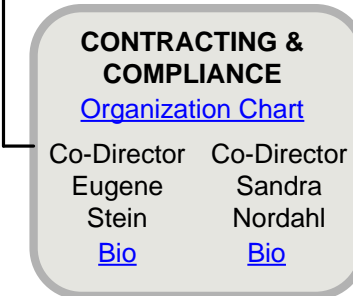 CONTRACTING &
COMPLIANCE
Organization Chart
Co-Director Co-Director
Eugene Sandra
Stein Nordahl
Bio Bio